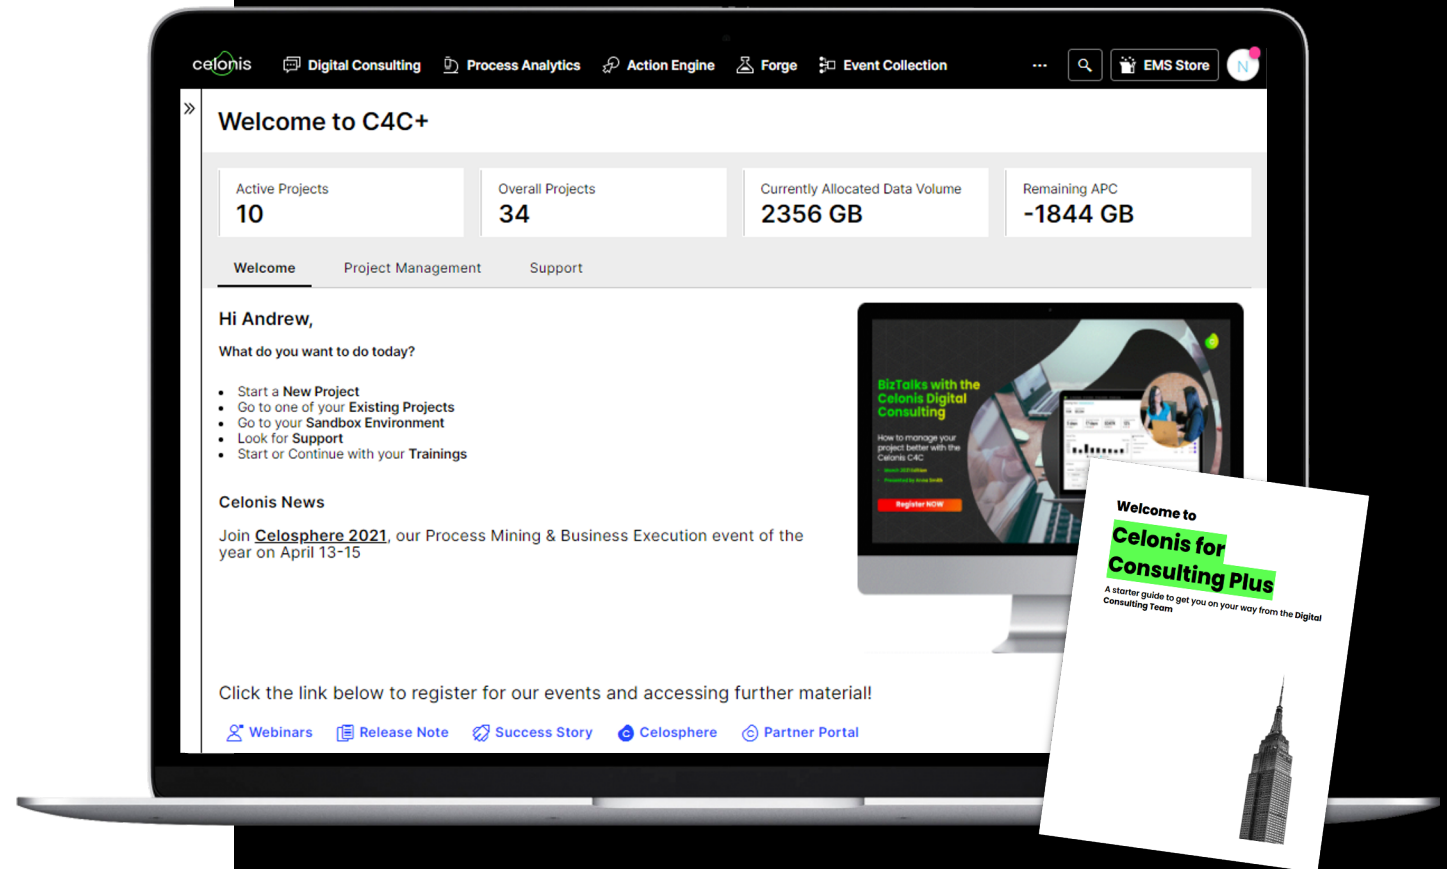 celonis
Digital Consulting
Process Analytics
Action Engine
Forge
Event Collection
EMS Store
N
Welcome to C4C+
Active Projects
10
Overall Projects
34
Currently Allocated Data Volume
2356 GB
Remaining APC
-1844 GB
Welcome
Project Management
Support
Hi Andrew,
What do you want to do today?
• Start a New Project
• Go to one of your Existing Projects
• Go to your Sandbox Environment
• Look for Support
• Start or Continue with your Trainings
Celonis News
Join Celosphere 2021, our Process Mining & Business Execution event of the
year on April 13-15
BizTalks with the
Celonis Digital
Consulting
How to manage your
project better with the
Celonis C4C
• March 2021 Edition
• Presented by Anna Smith
Register NOW
Click the link below to register for our events and accessing further material!
Webinars
Release Note
Success Story
Celosphere
Partner Portal
Welcome to
Celonis for
Consulting Plus
A starter guide to get you on your way from the Digital
Consulting Team